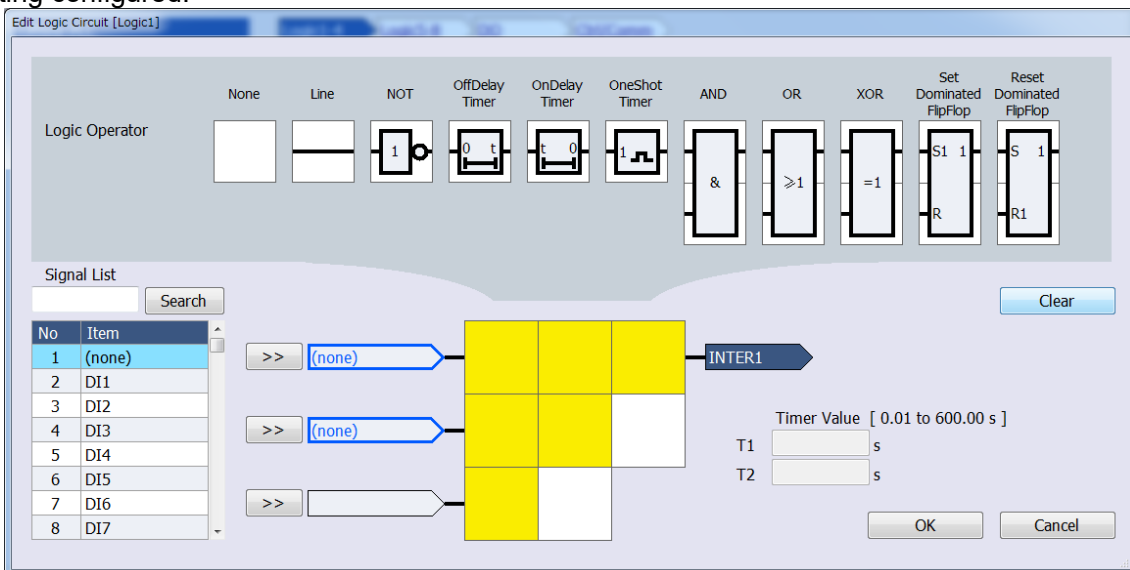 ting configured.
Edit Logic Circuit [Logic1]
None
Line
NOT
OffDelay
Timer
OnDelay
Timer
OneShot
Timer
AND
OR
XOR
Set
Dominated
FlipFlop
Reset
Dominated
FlipFlop
Logic Operator
1
0 t
t 0
1
&
≥1
=1
S1 1
R
S 1
R1
Signal List
Search
Clear
No Item
1 (none)
2 DI1
3 DI2
4 DI3
5 DI4
6 DI5
7 DI6
8 DI7
>> (none)
>> (none)
>>
INTER1
Timer Value [ 0.01 to 600.00 s ]
T1 s
T2 s
OK
Cancel